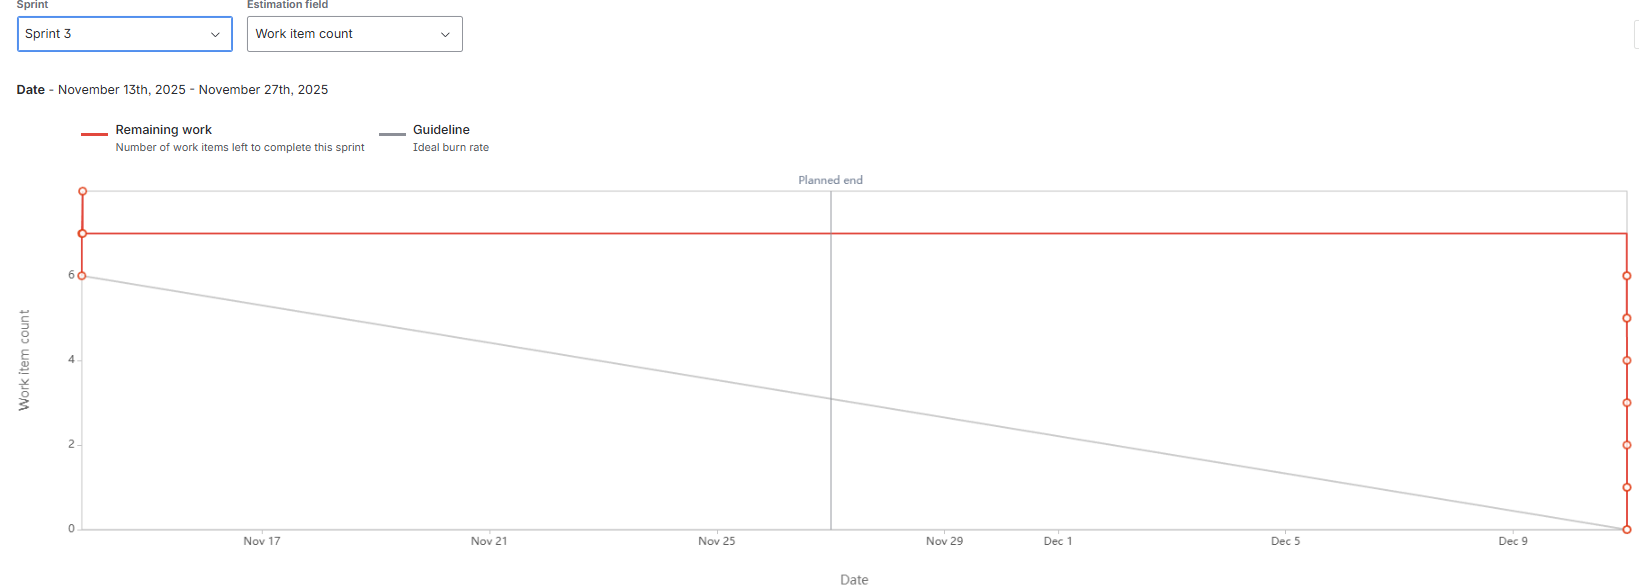 Sprint
Estimation field
Sprint 3
Work item count
Date - November 13th, 2025 - November 27th, 2025
Remaining work
Number of work items left to complete this sprint
Guideline
Ideal burn rate
Planned end
6
4
2
0
Work item count
Nov 17
Nov 21
Nov 25
Nov 29
Dec 1
Dec 5
Dec 9
Date